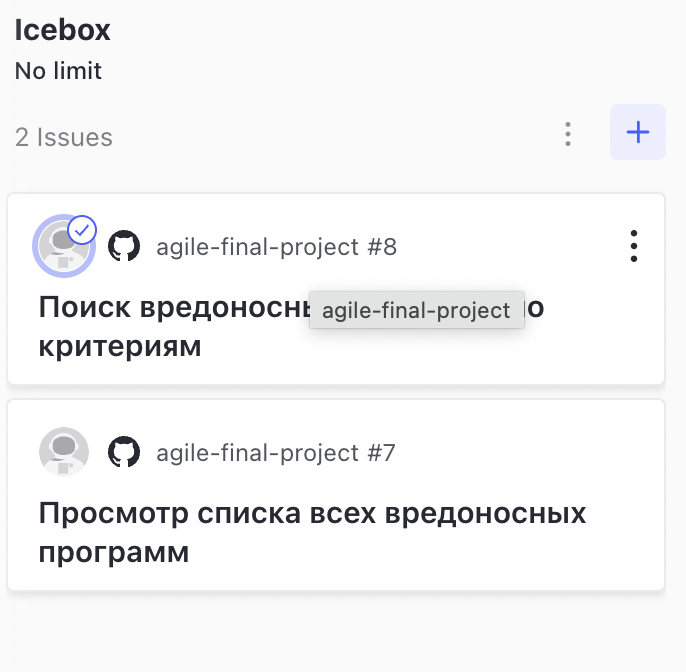 Icebox
No limit
2 Issues
agile-final-project #8
Поиск вредоносн
agile-final-project
критериям
agile-final-project #7
Просмотр списка всех вредоносных
программ